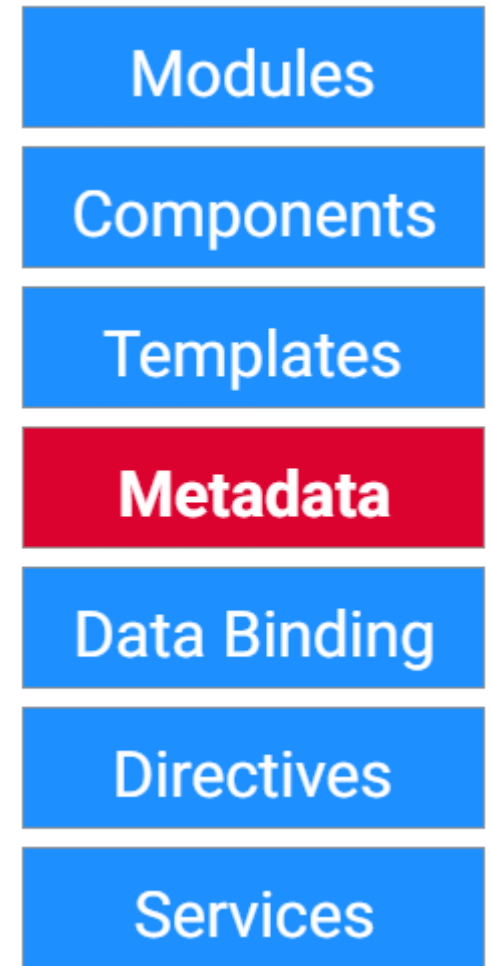 Modules
Components
Templates
Metadata
Data Binding
Directives
Services